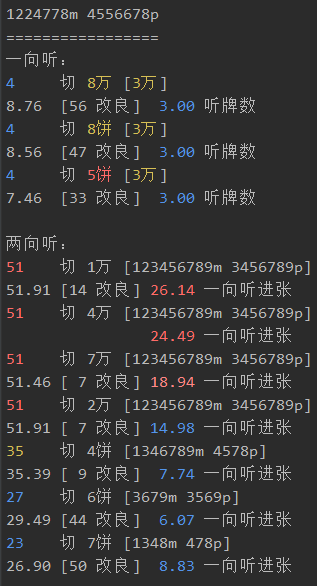 1224778m 4556678p
=================
一向听:
4 切 8万 [3万]
8.76 [56 改良] 3.00 听牌数
4 切 8饼 [3万]
8.56 [47 改良] 3.00 听牌数
4 切 5饼 [3万]
7.46 [33 改良] 3.00 听牌数
两向听:
51 切 1万 [123456789m 3456789p]
51.91 [14 改良] 26.14 一向听进张
51 切 4万 [123456789m 3456789p]
24.49 一向听进张
51 切 7万 [123456789m 3456789p]
51.46 [ 7 改良] 18.94 一向听进张
51 切 2万 [123456789m 3456789p]
51.91 [ 7 改良] 14.98 一向听进张
35 切 4饼 [1346789m 4578p]
35.39 [ 9 改良] 7.74 一向听进张
27 切 6饼 [3679m 3569p]
29.49 [44 改良] 6.07 一向听进张
23 切 7饼 [1348m 478p]
26.90 [50 改良] 8.83 一向听进张